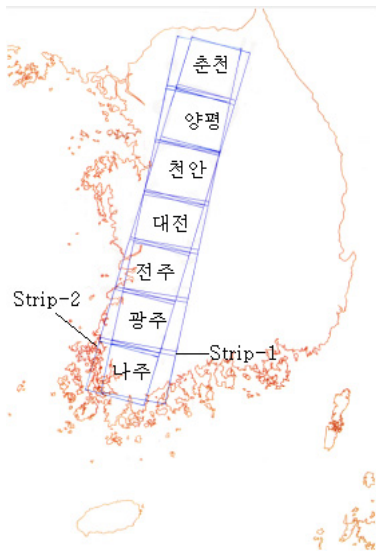 춘천
양평
천안
대전
전주
Strip-2
광주
Strip-1
나주